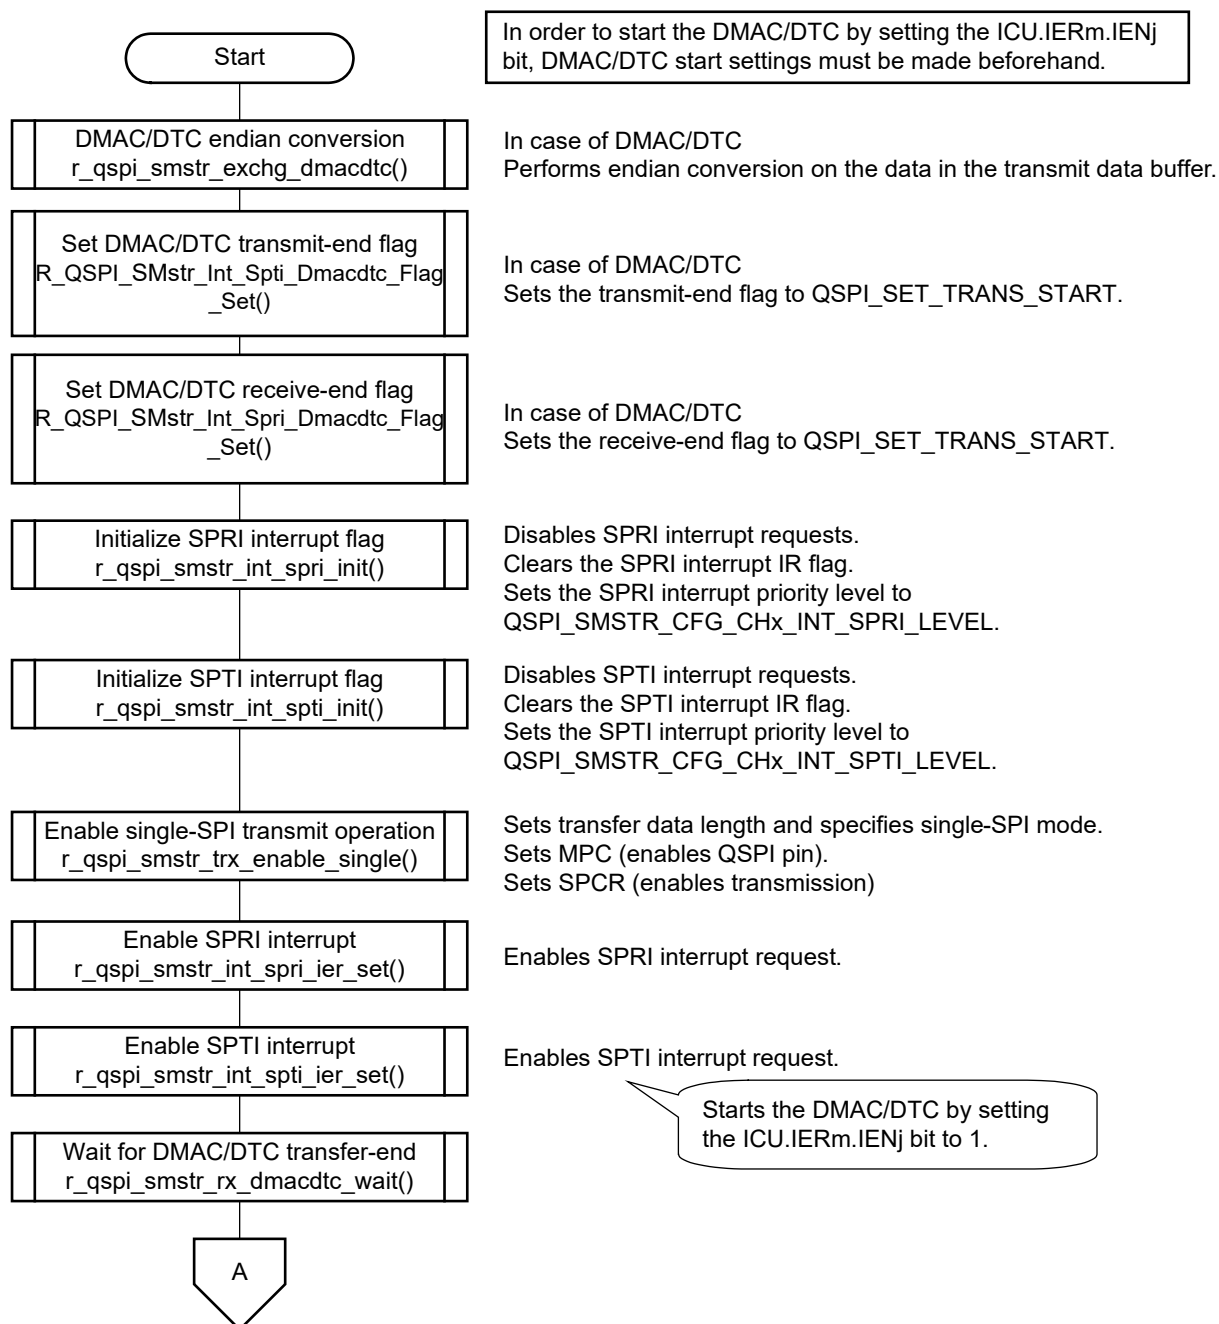 Start
In order to start the DMAC/DTC by setting the ICU.IERm.IENj
bit, DMAC/DTC start settings must be made beforehand.
DMAC/DTC endian conversion
r_qspi_smstr_exchg_dmacdtc()
In case of DMAC/DTC
Performs endian conversion on the data in the transmit data buffer.
Set DMAC/DTC transmit-end flag
R_QSPI_SMstr_Int_Spti_Dmacdtc_Flag
_Set()
In case of DMAC/DTC
Sets the transmit-end flag to QSPI_SET_TRANS_START.
Set DMAC/DTC receive-end flag
R_QSPI_SMstr_Int_Spri_Dmacdtc_Flag
_Set()
In case of DMAC/DTC
Sets the receive-end flag to QSPI_SET_TRANS_START.
Initialize SPRI interrupt flag
r_qspi_smstr_int_spri_init()
Disables SPRI interrupt requests.
Clears the SPRI interrupt IR flag.
Sets the SPRI interrupt priority level to
QSPI_SMSTR_CFG_CHx_INT_SPRI_LEVEL.
Initialize SPTI interrupt flag
r_qspi_smstr_int_spti_init()
Disables SPTI interrupt requests.
Clears the SPTI interrupt IR flag.
Sets the SPTI interrupt priority level to
QSPI_SMSTR_CFG_CHx_INT_SPTI_LEVEL.
Enable single-SPI transmit operation
r_qspi_smstr_trx_enable_single()
Sets transfer data length and specifies single-SPI mode.
Sets MPC (enables QSPI pin).
Sets SPCR (enables transmission)
Enable SPRI interrupt
r_qspi_smstr_int_spri_ier_set()
Enables SPRI interrupt request.
Enable SPTI interrupt
r_qspi_smstr_int_spti_ier_set()
Enables SPTI interrupt request.
Starts the DMAC/DTC by setting
the ICU.IERm.IENj bit to 1.
Wait for DMAC/DTC transfer-end
r_qspi_smstr_rx_dmacdtc_wait()
A